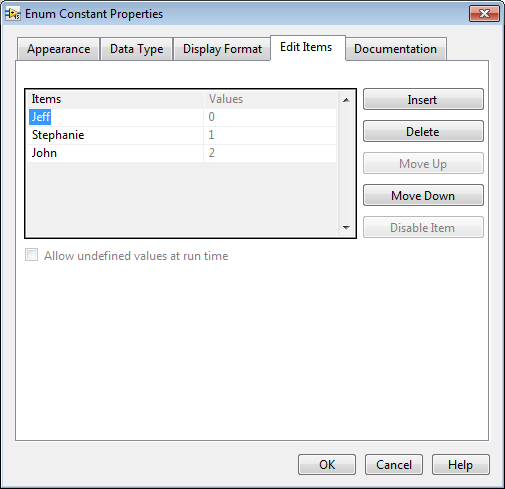 Enum Constant Properties
Appearance Data Type Display Format Edit Items Documentation
Items Values
Jeff 0
Stephanie 1
John 2
Insert
Delete
Move Up
Move Down
Disable Item
Allow undefined values at run time
OK Cancel Help